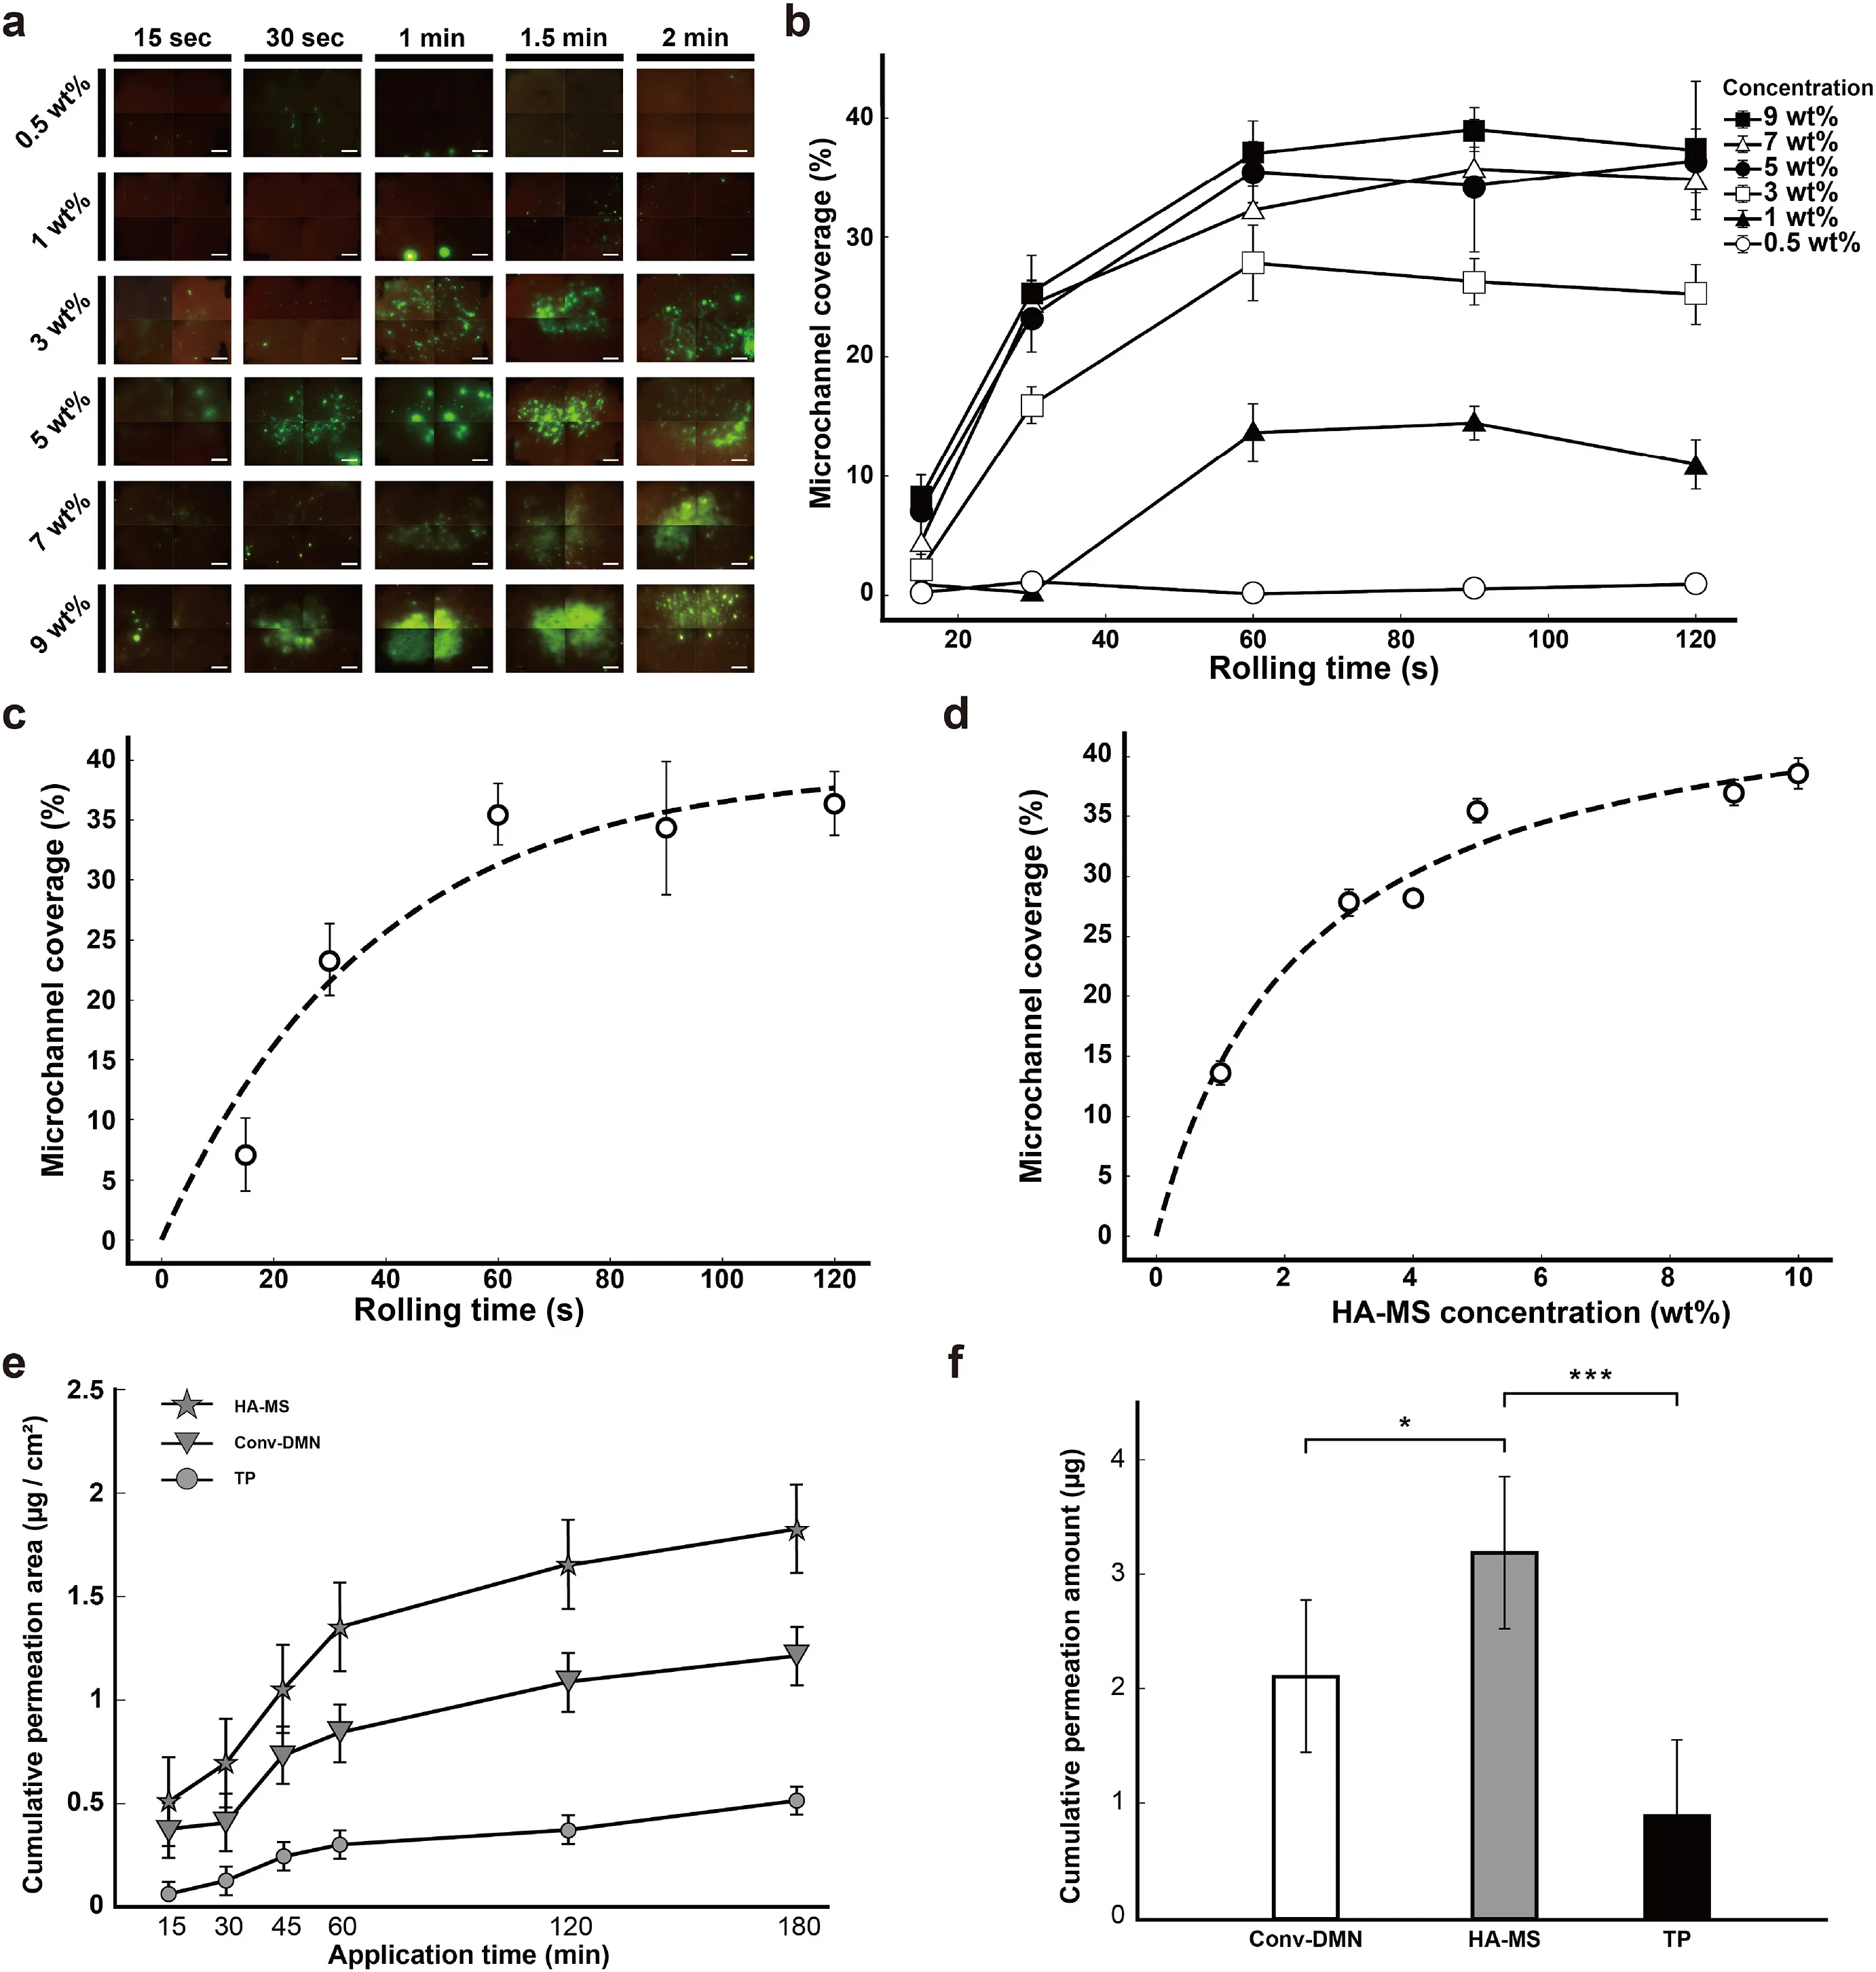 a
15 sec 30 sec 1 min 1.5 min 2 min
0.5 wt%
1 wt%
3 wt%
5 wt%
7 wt%
9 wt%
b
Microchannel coverage (%)
40
30
20
10
0
20 40 60 80 100 120
Rolling time (s)
Concentration
9 wt%
7 wt%
5 wt%
3 wt%
1 wt%
0.5 wt%
c
Microchannel coverage (%)
40
35
30
25
20
15
10
5
0
0 20 40 60 80 100 120
Rolling time (s)
d
Microchannel coverage (%)
40
35
30
25
20
15
10
5
0
0 2 4 6 8 10
HA-MS concentration (wt%)
e
Cumulative permeation area (µg / cm²)
2.5
2
1.5
1
0.5
0
HA-MS
Conv-DMN
TP
15 30 45 60 120 180
Application time (min)
f
Cumulative permeation amount (µg)
4
3
2
1
0
*
***
Conv-DMN HA-MS TP